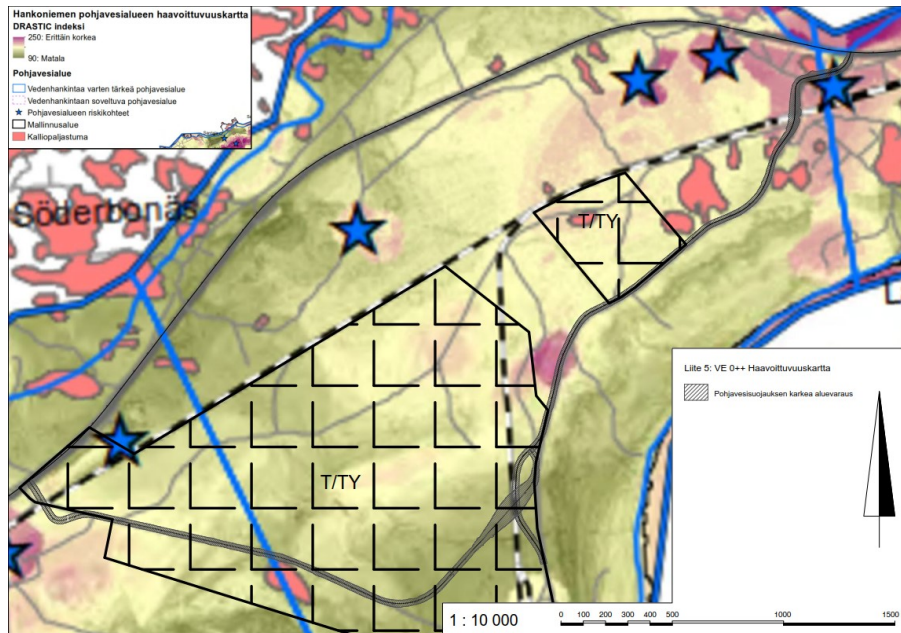 Hankoniemen pohjavesialueen haavoittuvuuskartta
DRASTIC indeksi
250: Erittäin korkea
90: Matala
Pohjavesialue
Vedenhankintaa varten tärkeä pohjavesialue
Vedenhankintaan soveltuva pohjavesialue
Pohjavesialueen riskikohteet
Mallinnusalue
Kalliopaljastuma
Söderbonäs
T/TY
T/TY
Liite 5: VE 0++ Haavoittuvuuskartta
Pohjavesisuojauksen karkea aluevaraus
1 : 10 000
0 100 200 300 400 500 1000 1500